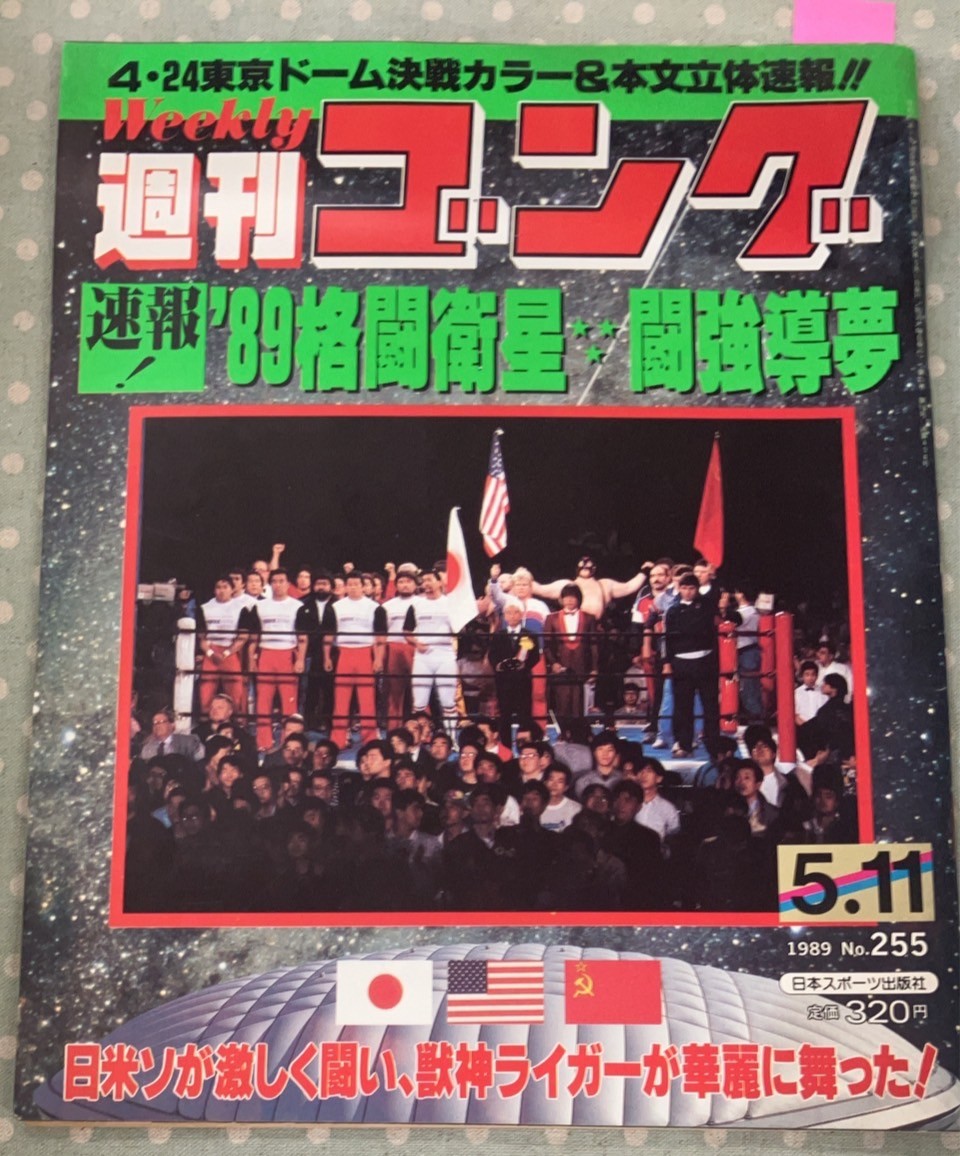 4・24東京ドーム決戦カラー&本文立体速報!!
Weekly
週刊ゴング
速報!
'89格闘衛星★★★闘強導夢
5.11
1989 No.255
日本スポーツ出版社
定価320円
日米ソが激しく闘い、獣神ライガーが華麗に舞った!